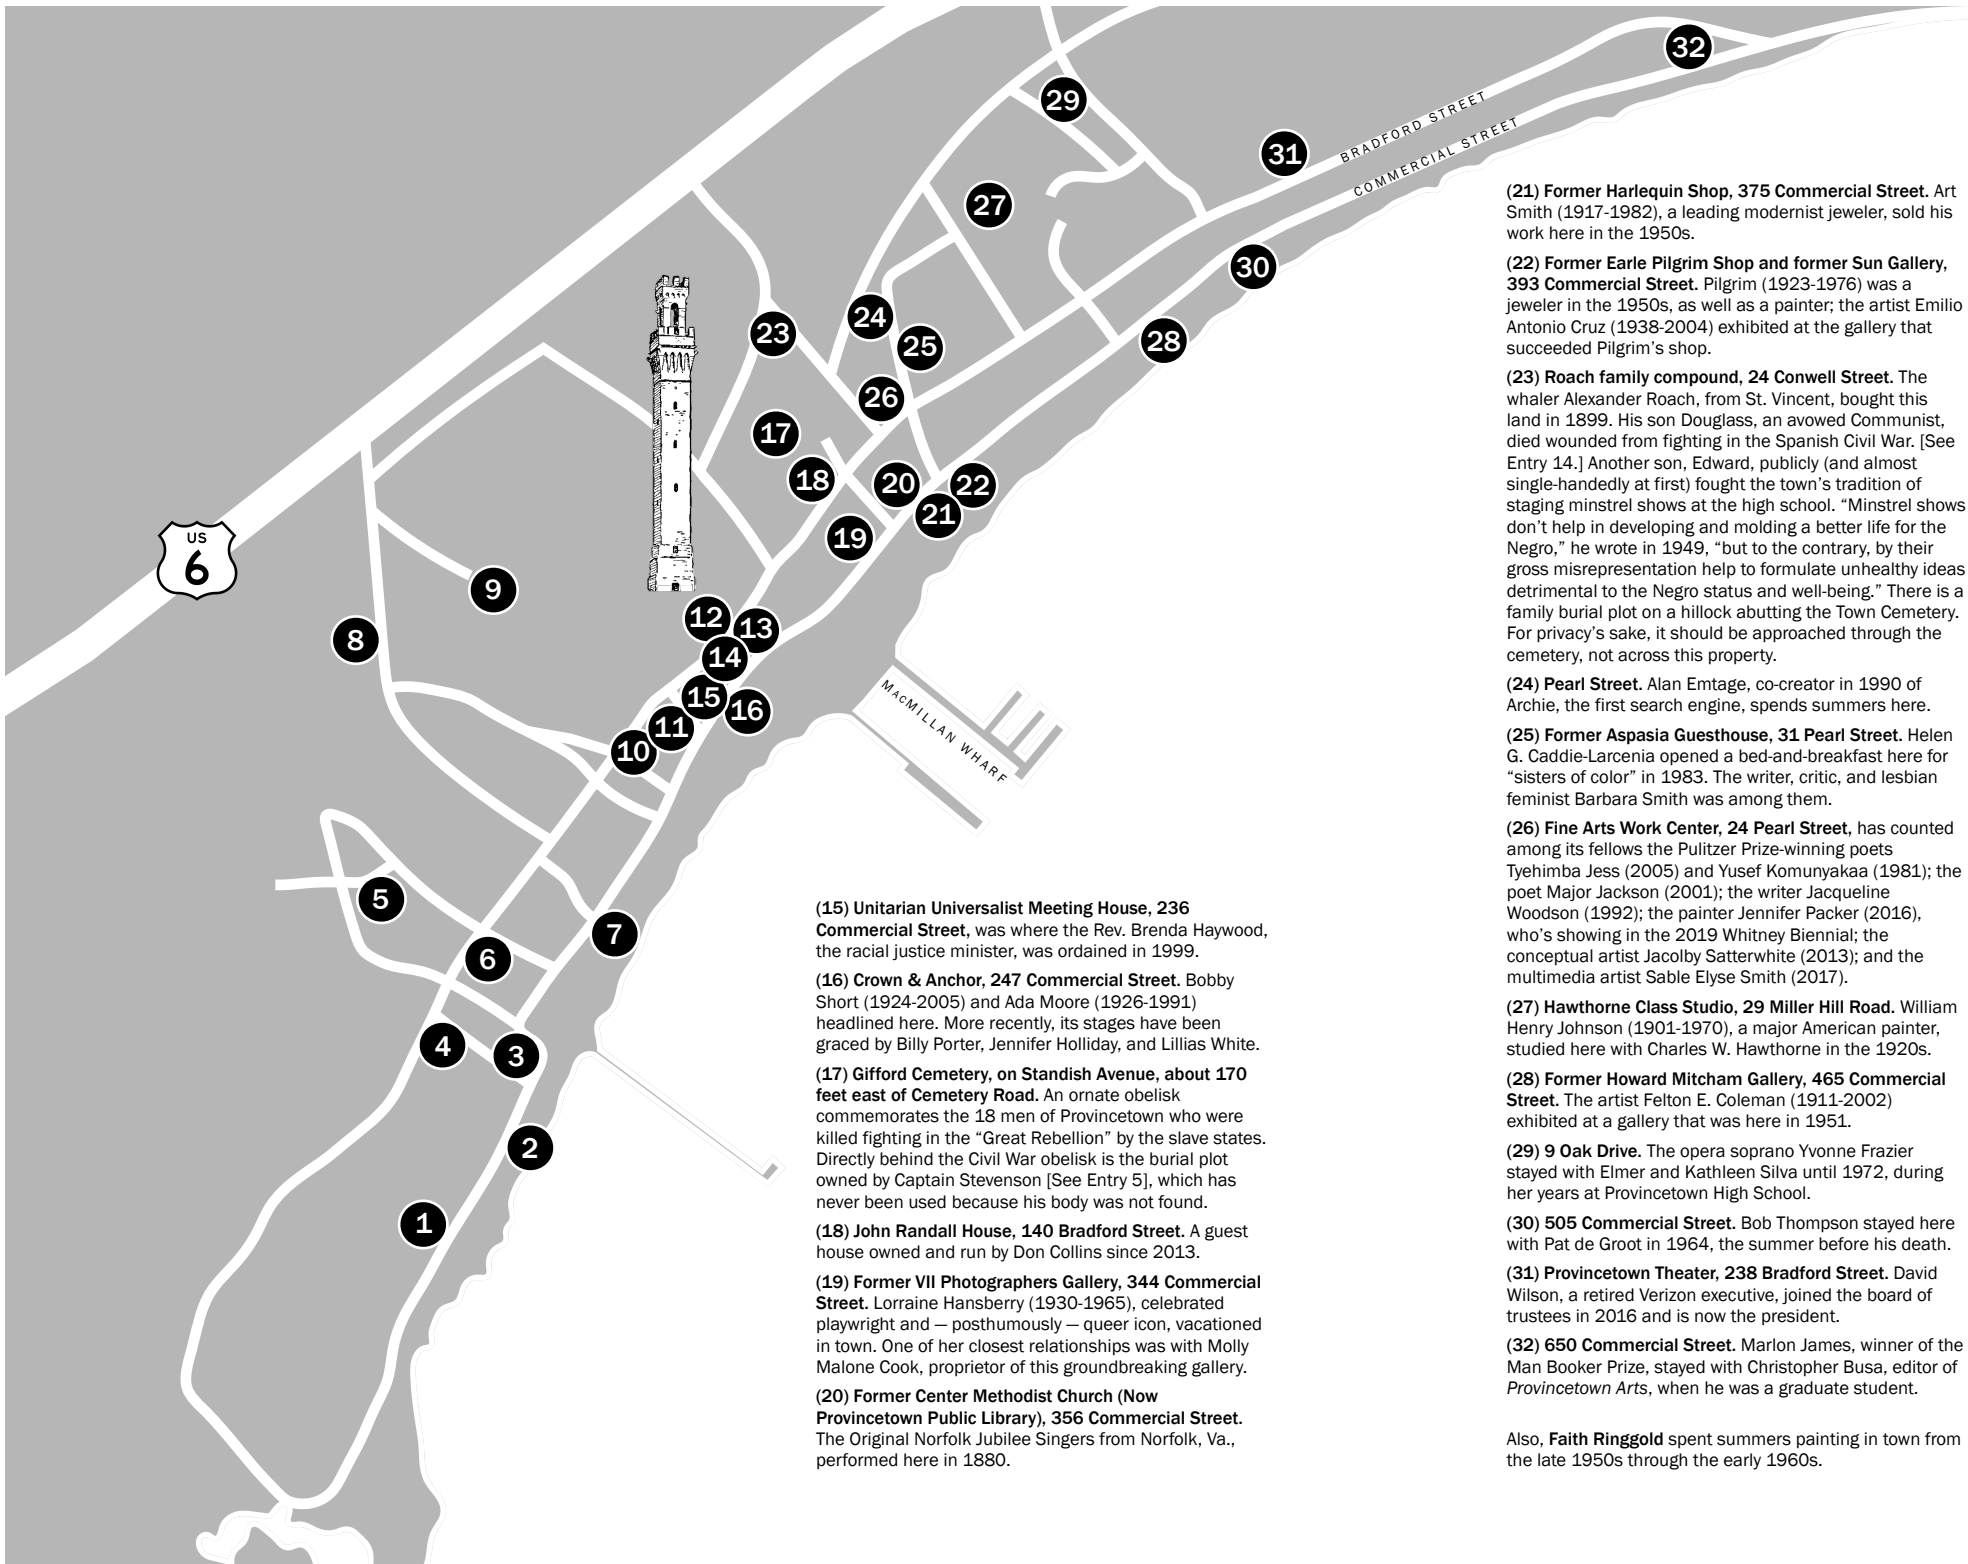 32
29
BRADFORD STREET
COMMERCIAL STREET
31
27
30
24
23
25
28
26
17
18
20
22
21
19
US
6
9
12
13
8
14
15
16
11
10
MACMILLAN WHARF
5
7
6
4
3
2
1
(15) Unitarian Universalist Meeting House, 236
Commercial Street, was where the Rev. Brenda Haywood,
the racial justice minister, was ordained in 1999.
(16) Crown & Anchor, 247 Commercial Street. Bobby
Short (1924-2005) and Ada Moore (1926-1991)
headlined here. More recently, its stages have been
graced by Billy Porter, Jennifer Holliday, and Lillias White.
(17) Gifford Cemetery, on Standish Avenue, about 170
feet east of Cemetery Road. An ornate obelisk
commemorates the 18 men of Provincetown who were
killed fighting in the “Great Rebellion” by the slave states.
Directly behind the Civil War obelisk is the burial plot
owned by Captain Stevenson [See Entry 5], which has
never been used because his body was not found.
(18) John Randall House, 140 Bradford Street. A guest
house owned and run by Don Collins since 2013.
(19) Former VII Photographers Gallery, 344 Commercial
Street. Lorraine Hansberry (1930-1965), celebrated
playwright and — posthumously — queer icon, vacationed
in town. One of her closest relationships was with Molly
Malone Cook, proprietor of this groundbreaking gallery.
(20) Former Center Methodist Church (Now
Provincetown Public Library), 356 Commercial Street.
The Original Norfolk Jubilee Singers from Norfolk, Va.,
performed here in 1880.
(21) Former Harlequin Shop, 375 Commercial Street. Art
Smith (1917-1982), a leading modernist jeweler, sold his
work here in the 1950s.
(22) Former Earle Pilgrim Shop and former Sun Gallery,
393 Commercial Street. Pilgrim (1923-1976) was a
jeweler in the 1950s, as well as a painter; the artist Emilio
Antonio Cruz (1938-2004) exhibited at the gallery that
succeeded Pilgrim’s shop.
(23) Roach family compound, 24 Conwell Street. The
whaler Alexander Roach, from St. Vincent, bought this
land in 1899. His son Douglass, an avowed Communist,
died wounded from fighting in the Spanish Civil War. [See
Entry 14.] Another son, Edward, publicly (and almost
single-handedly at first) fought the town’s tradition of
staging minstrel shows at the high school. “Minstrel shows
don’t help in developing and molding a better life for the
Negro,” he wrote in 1949, “but to the contrary, by their
gross misrepresentation help to formulate unhealthy ideas
detrimental to the Negro status and well-being.” There is a
family burial plot on a hillock abutting the Town Cemetery.
For privacy’s sake, it should be approached through the
cemetery, not across this property.
(24) Pearl Street. Alan Emtage, co-creator in 1990 of
Archie, the first search engine, spends summers here.
(25) Former Aspasia Guesthouse, 31 Pearl Street. Helen
G. Caddie-Larcenia opened a bed-and-breakfast here for
“sisters of color” in 1983. The writer, critic, and lesbian
feminist Barbara Smith was among them.
(26) Fine Arts Work Center, 24 Pearl Street, has counted
among its fellows the Pulitzer Prize-winning poets
Tyehimba Jess (2005) and Yusef Komunyakaa (1981); the
poet Major Jackson (2001); the writer Jacqueline
Woodson (1992); the painter Jennifer Packer (2016),
who’s showing in the 2019 Whitney Biennial; the
conceptual artist Jacolby Satterwhite (2013); and the
multimedia artist Sable Elyse Smith (2017).
(27) Hawthorne Class Studio, 29 Miller Hill Road. William
Henry Johnson (1901-1970), a major American painter,
studied here with Charles W. Hawthorne in the 1920s.
(28) Former Howard Mitcham Gallery, 465 Commercial
Street. The artist Felton E. Coleman (1911-2002)
exhibited at a gallery that was here in 1951.
(29) 9 Oak Drive. The opera soprano Yvonne Frazier
stayed with Elmer and Kathleen Silva until 1972, during
her years at Provincetown High School.
(30) 505 Commercial Street. Bob Thompson stayed here
with Pat de Groot in 1964, the summer before his death.
(31) Provincetown Theater, 238 Bradford Street. David
Wilson, a retired Verizon executive, joined the board of
trustees in 2016 and is now the president.
(32) 650 Commercial Street. Marlon James, winner of the
Man Booker Prize, stayed with Christopher Busa, editor of
Provincetown Arts, when he was a graduate student.
Also, Faith Ringgold spent summers painting in town from
the late 1950s through the early 1960s.